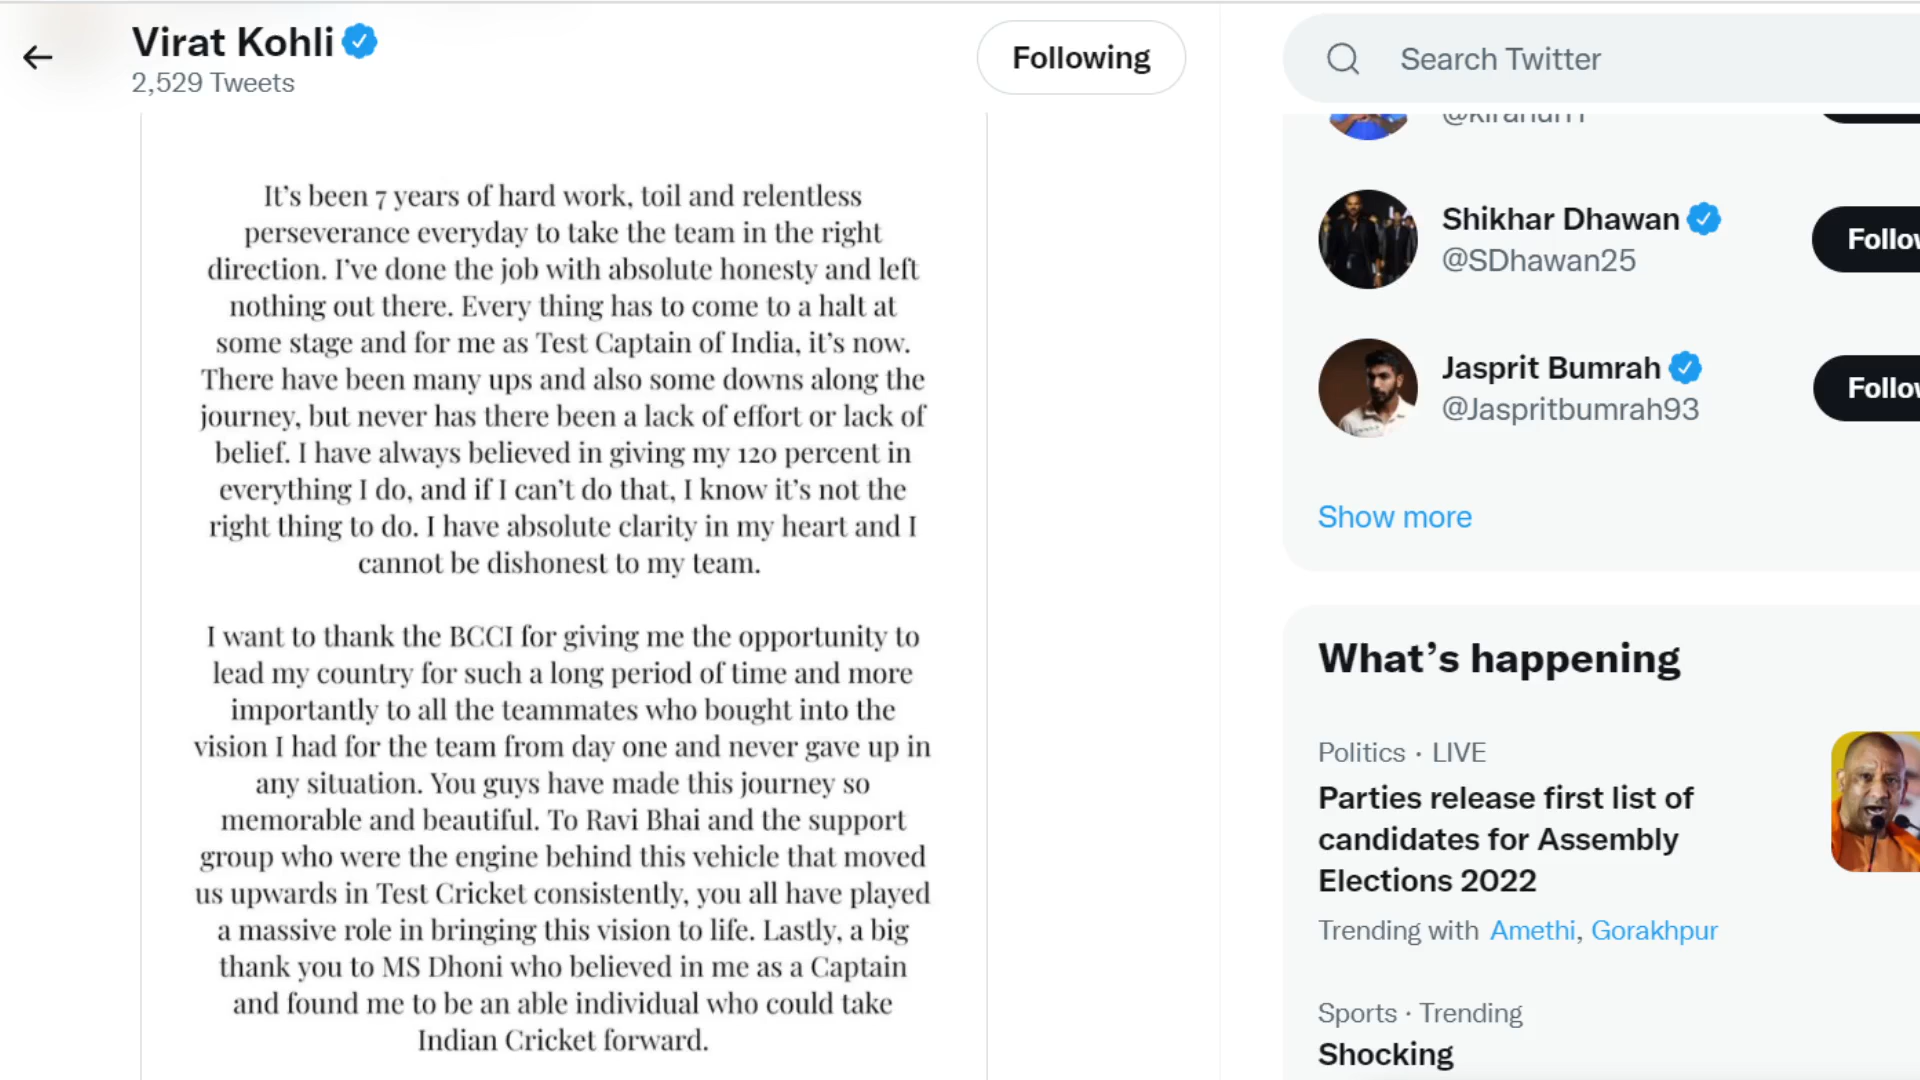 Virat Kohli
2,529 Tweets
Following
It’s been 7 years of hard work, toil and relentless
perseverance everyday to take the team in the right
direction. I’ve done the job with absolute honesty and left
nothing out there. Every thing has to come to a halt at
some stage and for me as Test Captain of India, it’s now.
There have been many ups and also some downs along the
journey, but never has there been a lack of effort or lack of
belief. I have always believed in giving my 120 percent in
everything I do, and if I can’t do that, I know it’s not the
right thing to do. I have absolute clarity in my heart and I
cannot be dishonest to my team.
I want to thank the BCCI for giving me the opportunity to
lead my country for such a long period of time and more
importantly to all the teammates who bought into the
vision I had for the team from day one and never gave up in
any situation. You guys have made this journey so
memorable and beautiful. To Ravi Bhai and the support
group who were the engine behind this vehicle that moved
us upwards in Test Cricket consistently, you all have played
a massive role in bringing this vision to life. Lastly, a big
thank you to MS Dhoni who believed in me as a Captain
and found me to be an able individual who could take
Indian Cricket forward.
Search Twitter
Shikhar Dhawan
@SDhawan25
Follow
Jasprit Bumrah
@Jaspritbumrah93
Follow
Show more
What’s happening
Politics · LIVE
Parties release first list of
candidates for Assembly
Elections 2022
Trending with Amethi, Gorakhpur
Sports · Trending
Shocking